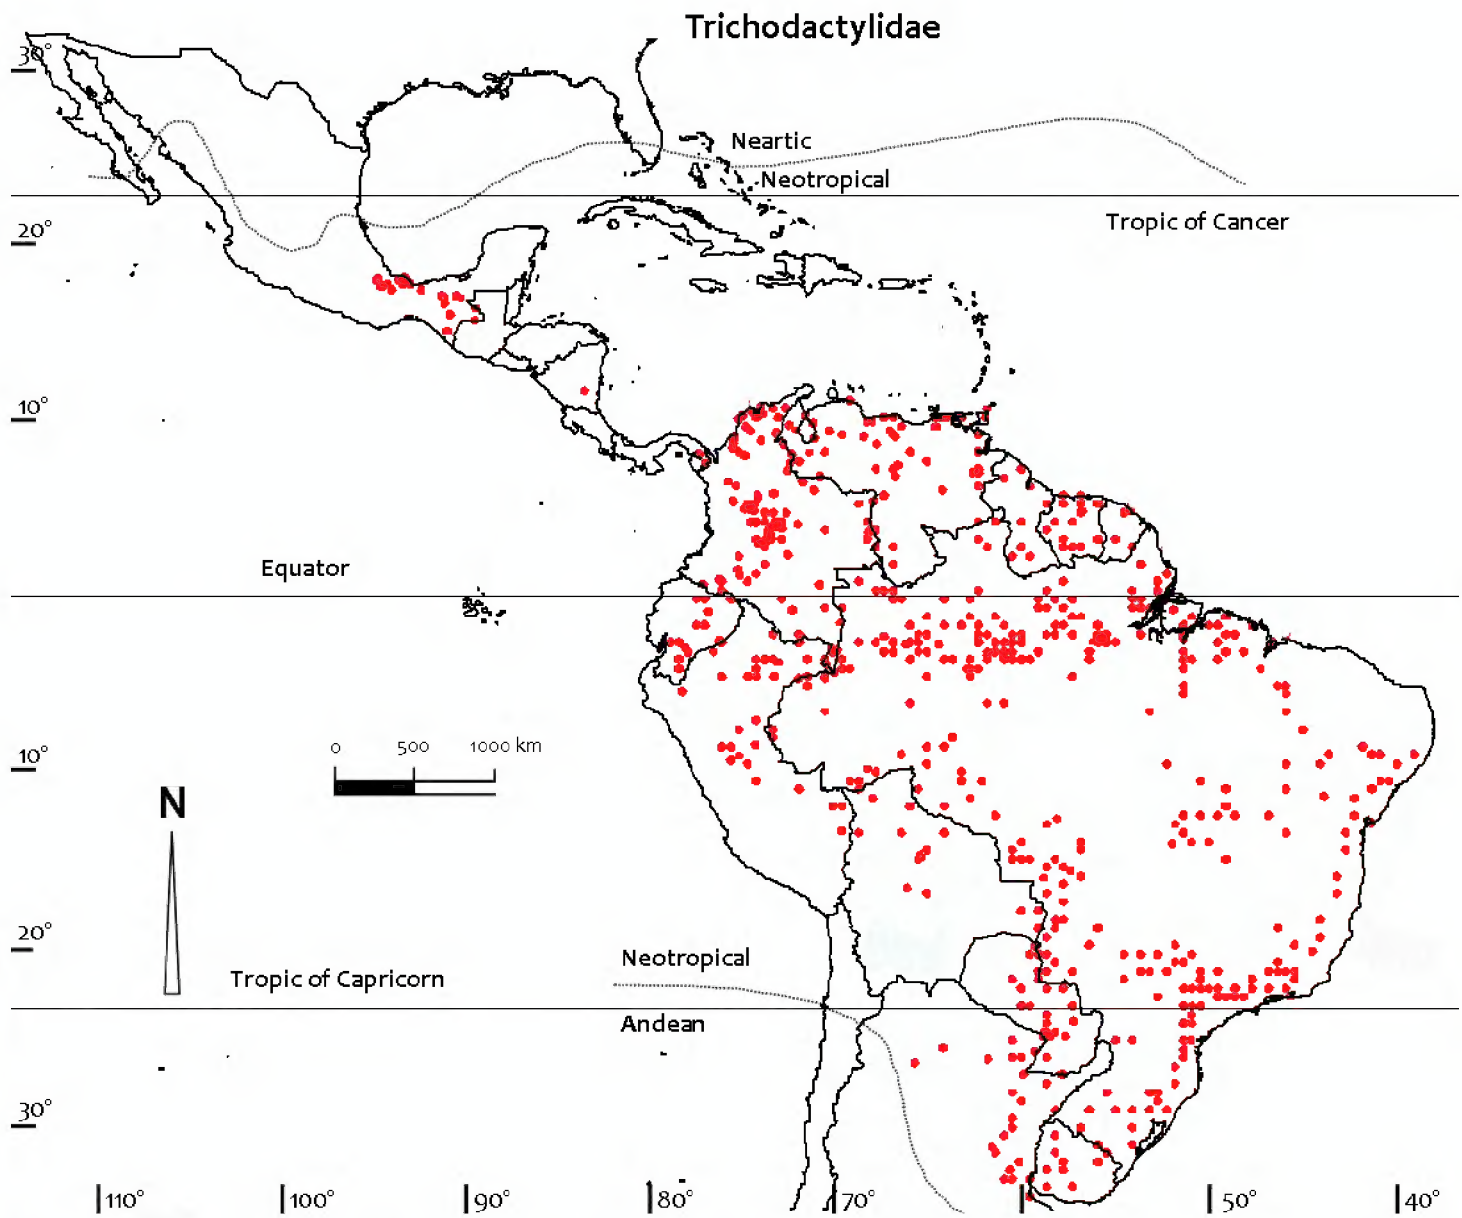 Trichodactylidae
30°
Neartic
Neotropical
Tropic of Cancer
20°
10°
Equator
0 500 1000 km
10°
N
20°
Neotropical
Tropic of Capricorn
Andean
30°
110° 100° 90° 80° 70° 50° 40°